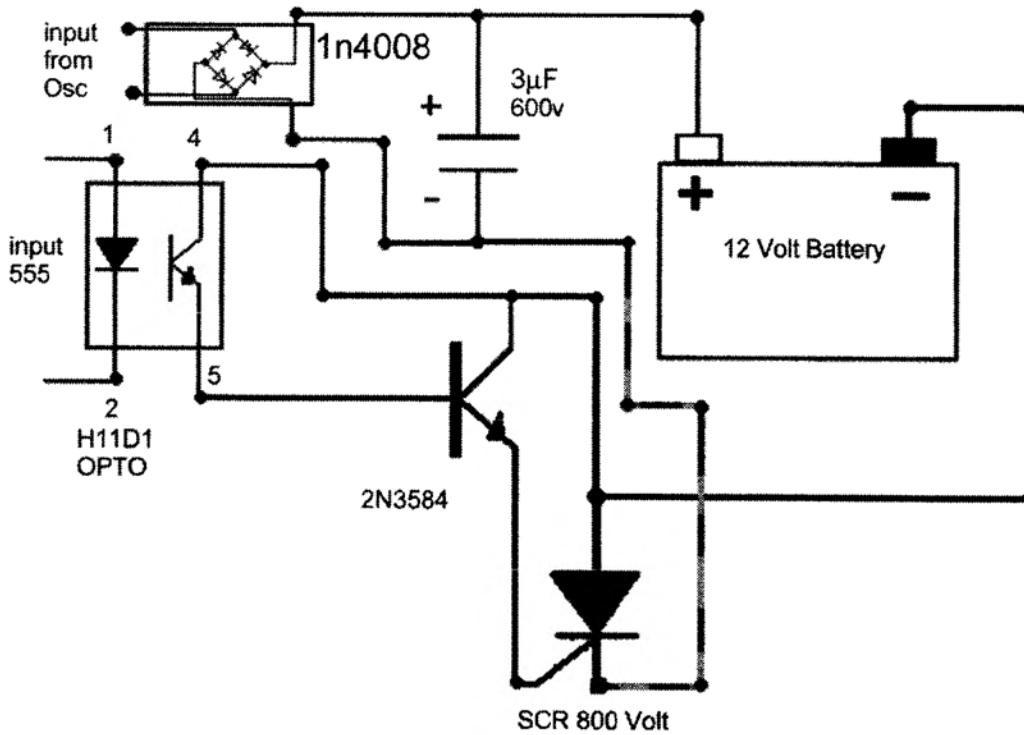 input
from
Osc
1n4008
3µF
600v
+
-
+
-
12 Volt Battery
1
4
input
555
5
2
H11D1
OPTO
2N3584
SCR 800 Volt